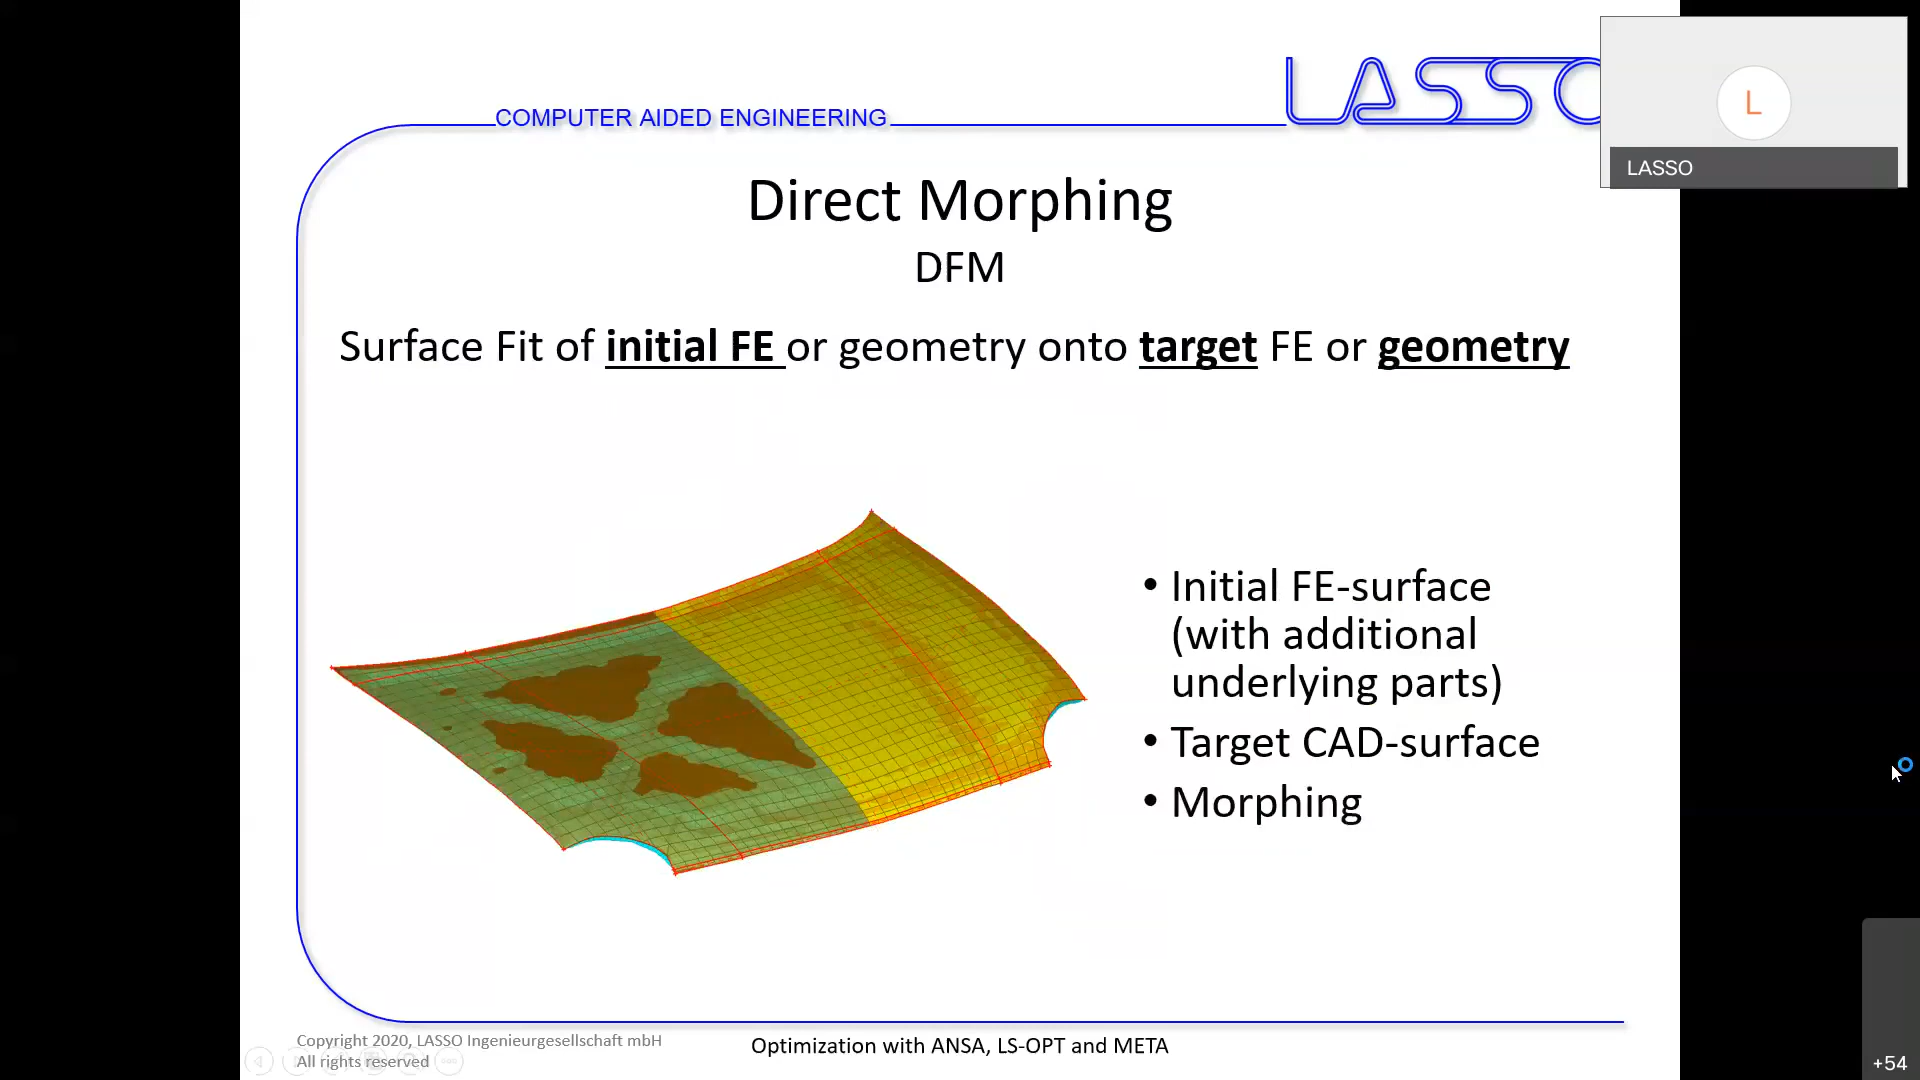 LASSO
COMPUTER AIDED ENGINEERING
L
LASSO
Direct Morphing
DFM
Surface Fit of initial FE or geometry onto target FE or geometry
• Initial FE-surface
(with additional
underlying parts)
• Target CAD-surface
• Morphing
Copyright 2020, LASSO Ingenieurgesellschaft mbH
All rights reserved
Optimization with ANSA, LS-OPT and META
+54